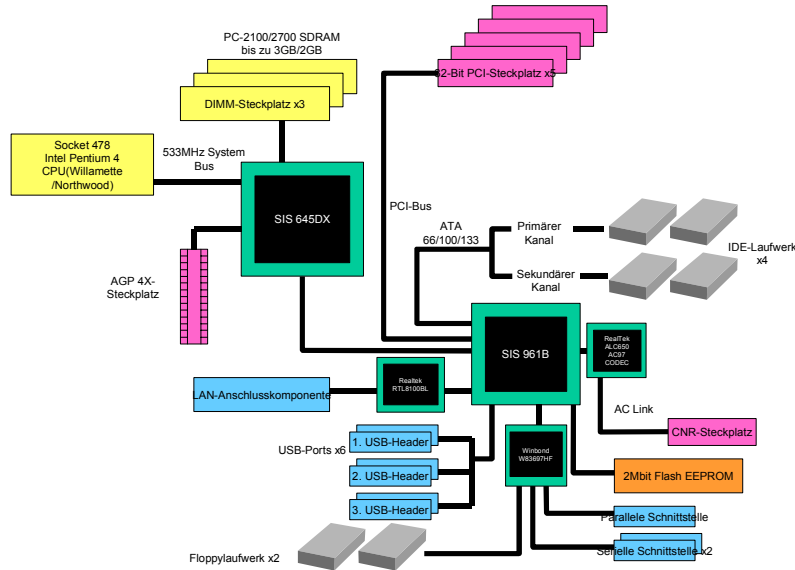 PC-2100/2700 SDRAM
bis zu 3GB/2GB
32-Bit PCI-Steckplatz x5
DIMM-Steckplatz x3
Socket 478
Intel Pentium 4
CPU(Willamette
/Northwood)
533MHz System
Bus
SIS 645DX
PCI-Bus
ATA
66/100/133
Primärer
Kanal
Sekundärer
Kanal
IDE-Laufwerk
x4
AGP 4X-
Steckplatz
SIS 961B
RealTek
ALC650
AC97
CODEC
Realtek
RTL8100BL
LAN-Anschlusskomponente
AC Link
CNR-Steckplatz
USB-Ports x6
1. USB-Header
2. USB-Header
3. USB-Header
Winbond
W83697HF
2Mbit Flash EEPROM
Parallele Schnittstelle
Serielle Schnittstelle x2
Floppylaufwerk x2